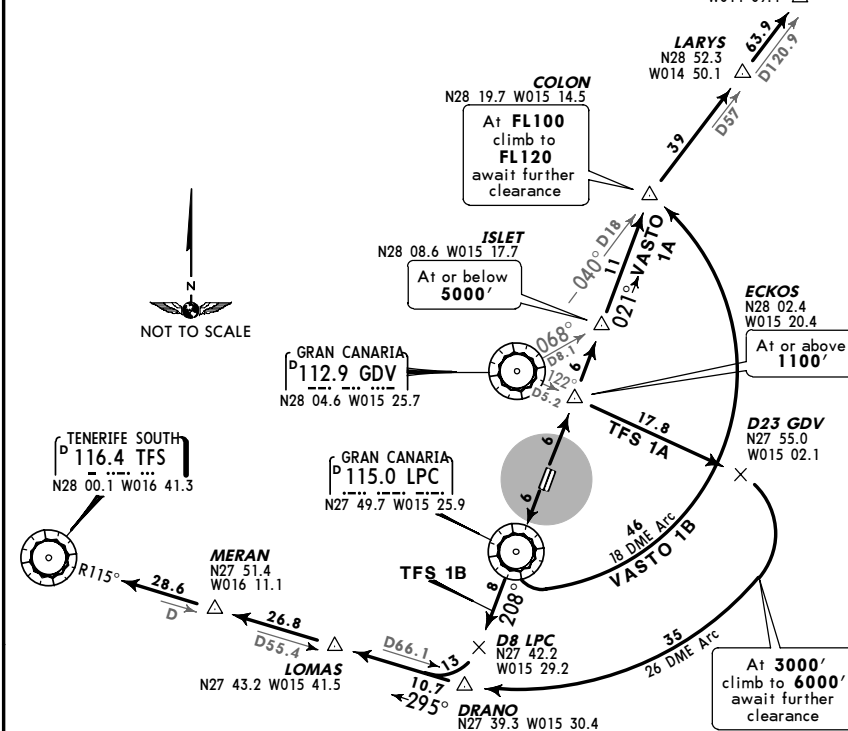 LARYS
N28 52.3
W014 50.1
63.9
D120.9
COLON
N28 19.7 W015 14.5
At FL100
climb to
FL120
await further
clearance
39
D57
ISLET
N28 08.6 W015 17.7
At or below
5000'
040° D18
11
021° VASTO
1A
N
NOT TO SCALE
ECKOS
N28 02.4
W015 20.4
At or above
1100'
GRAN CANARIA
D 112.9 GDV
N28 04.6 W015 25.7
068°
D8.1
6
122°
D5.2
17.8
TFS 1A
D23 GDV
N27 55.0
W015 02.1
TENERIFE SOUTH
D 116.4 TFS
N28 00.1 W016 41.3
GRAN CANARIA
D 115.0 LPC
N27 49.7 W015 25.9
6
6
46
18 DME Arc
VASTO 1B
R115°
28.6
D
MERAN
N27 51.4
W016 11.1
TFS 1B
8
208°
26.8
D55.4
D66.1
13
D8 LPC
N27 42.2
W015 29.2
35
26 DME Arc
LOMAS
N27 43.2 W015 41.5
10.7
295°
DRANO
N27 39.3 W015 30.4
At 3000'
climb to 6000'
await further
clearance